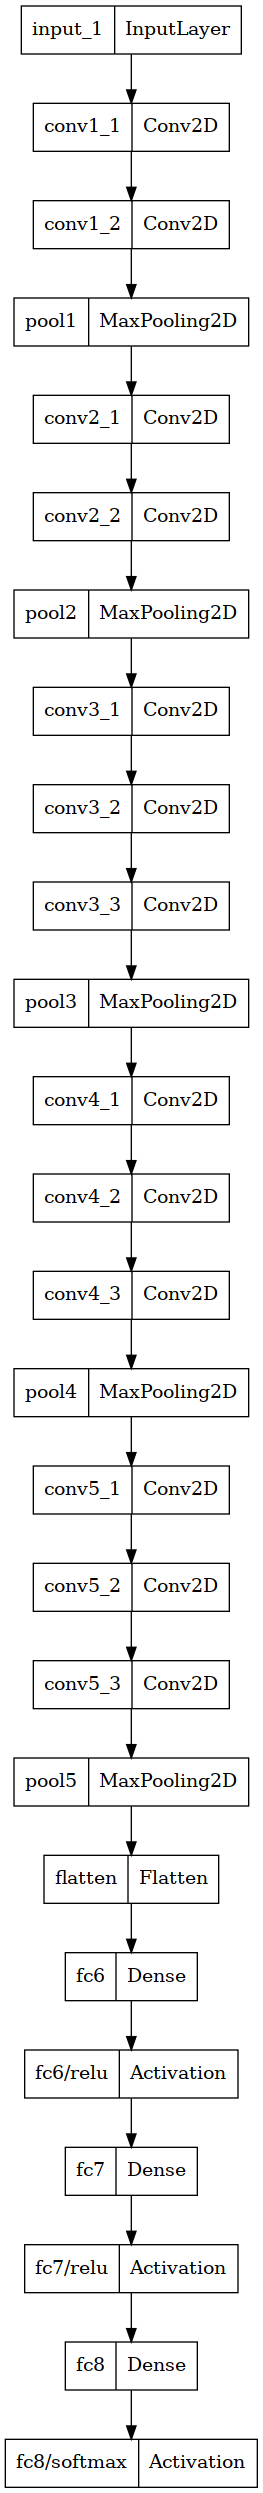 input_1 InputLayer
conv1_1 Conv2D
conv1_2 Conv2D
pool1 MaxPooling2D
conv2_1 Conv2D
conv2_2 Conv2D
pool2 MaxPooling2D
conv3_1 Conv2D
conv3_2 Conv2D
conv3_3 Conv2D
pool3 MaxPooling2D
conv4_1 Conv2D
conv4_2 Conv2D
conv4_3 Conv2D
pool4 MaxPooling2D
conv5_1 Conv2D
conv5_2 Conv2D
conv5_3 Conv2D
pool5 MaxPooling2D
flatten Flatten
fc6 Dense
fc6/relu Activation
fc7 Dense
fc7/relu Activation
fc8 Dense
fc8/softmax Activation